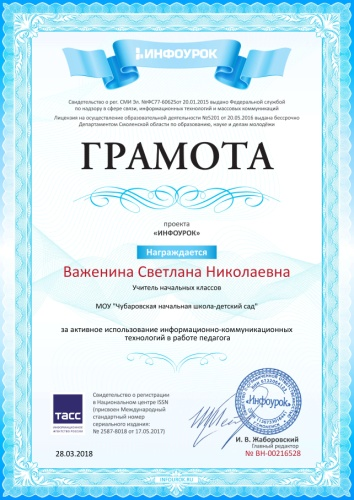 ИНФОУРОК
Свидетельство о рег. СМИ Эл. №ФС77-60625от 20.01.2015 выдано Федеральной службой
по надзору в сфере связи, информационных технологий и массовых коммуникаций
Лицензия на осуществление образовательной деятельности №5201 от 20.05.2016 выдана бессрочно
Департаментом Смоленской области по образованию, науке и делам молодёжи
ГРАМОТА
проекта
«ИНФОУРОК»
Награждается
Важенина Светлана Николаевна
Учитель начальных классов
МОУ "Чубаровская начальная школа-детский сад"
за активное использование информационно-коммуникационных
технологий в работе педагога
ТАСС
Свидетельство о регистрации
в Национальном центре ISSN
(присвоен Международный
стандартный номер
сериального издания:
№ 2587-8018 от 17.05.2017)
28.03.2018
«Инфоурок»
И. В. Жаборовский
Главный редактор
№ ВН-00216528
INFOUROK.RU